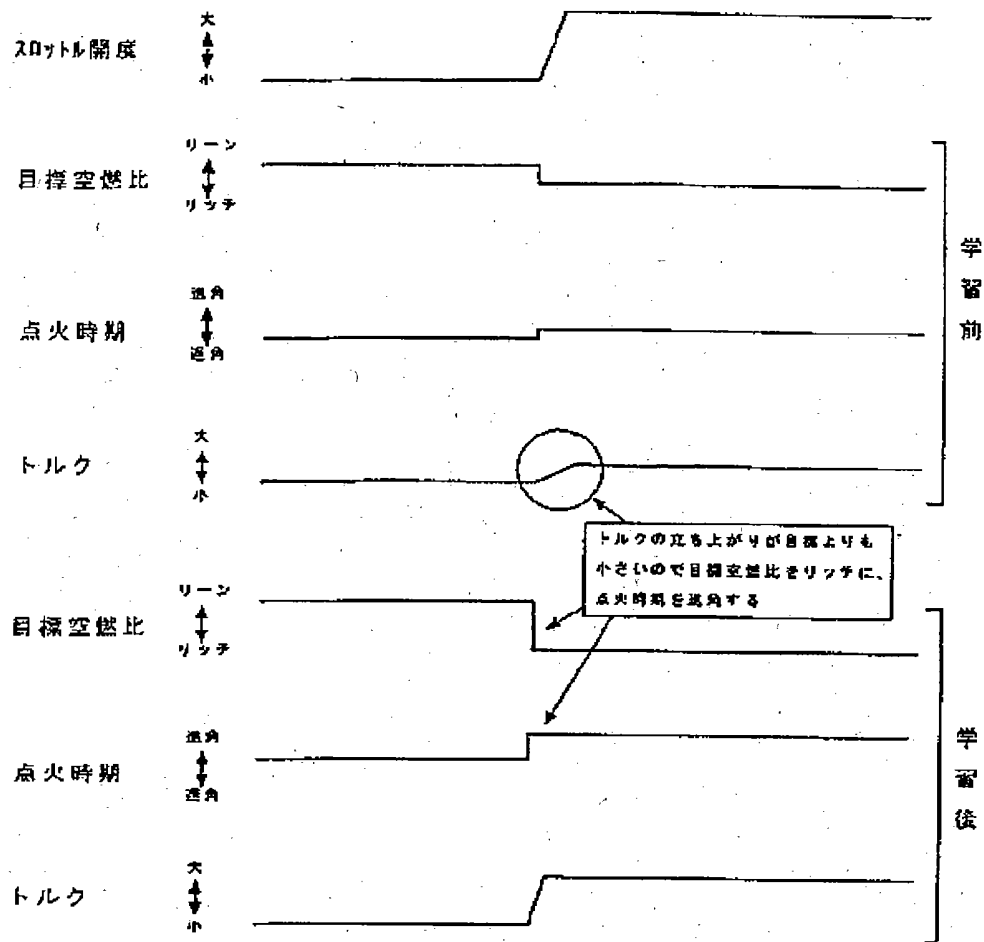 大
スロットル開度
小
リーン
目標空燃比
リッチ
進角
点火時期
遅角
大
トルク
小
学習前
トルクの立ち上がりが目標よりも
小さいので目標空燃比をリッチに、
点火時期を進角する
リーン
目標空燃比
リッチ
進角
点火時期
遅角
大
トルク
小
学習後